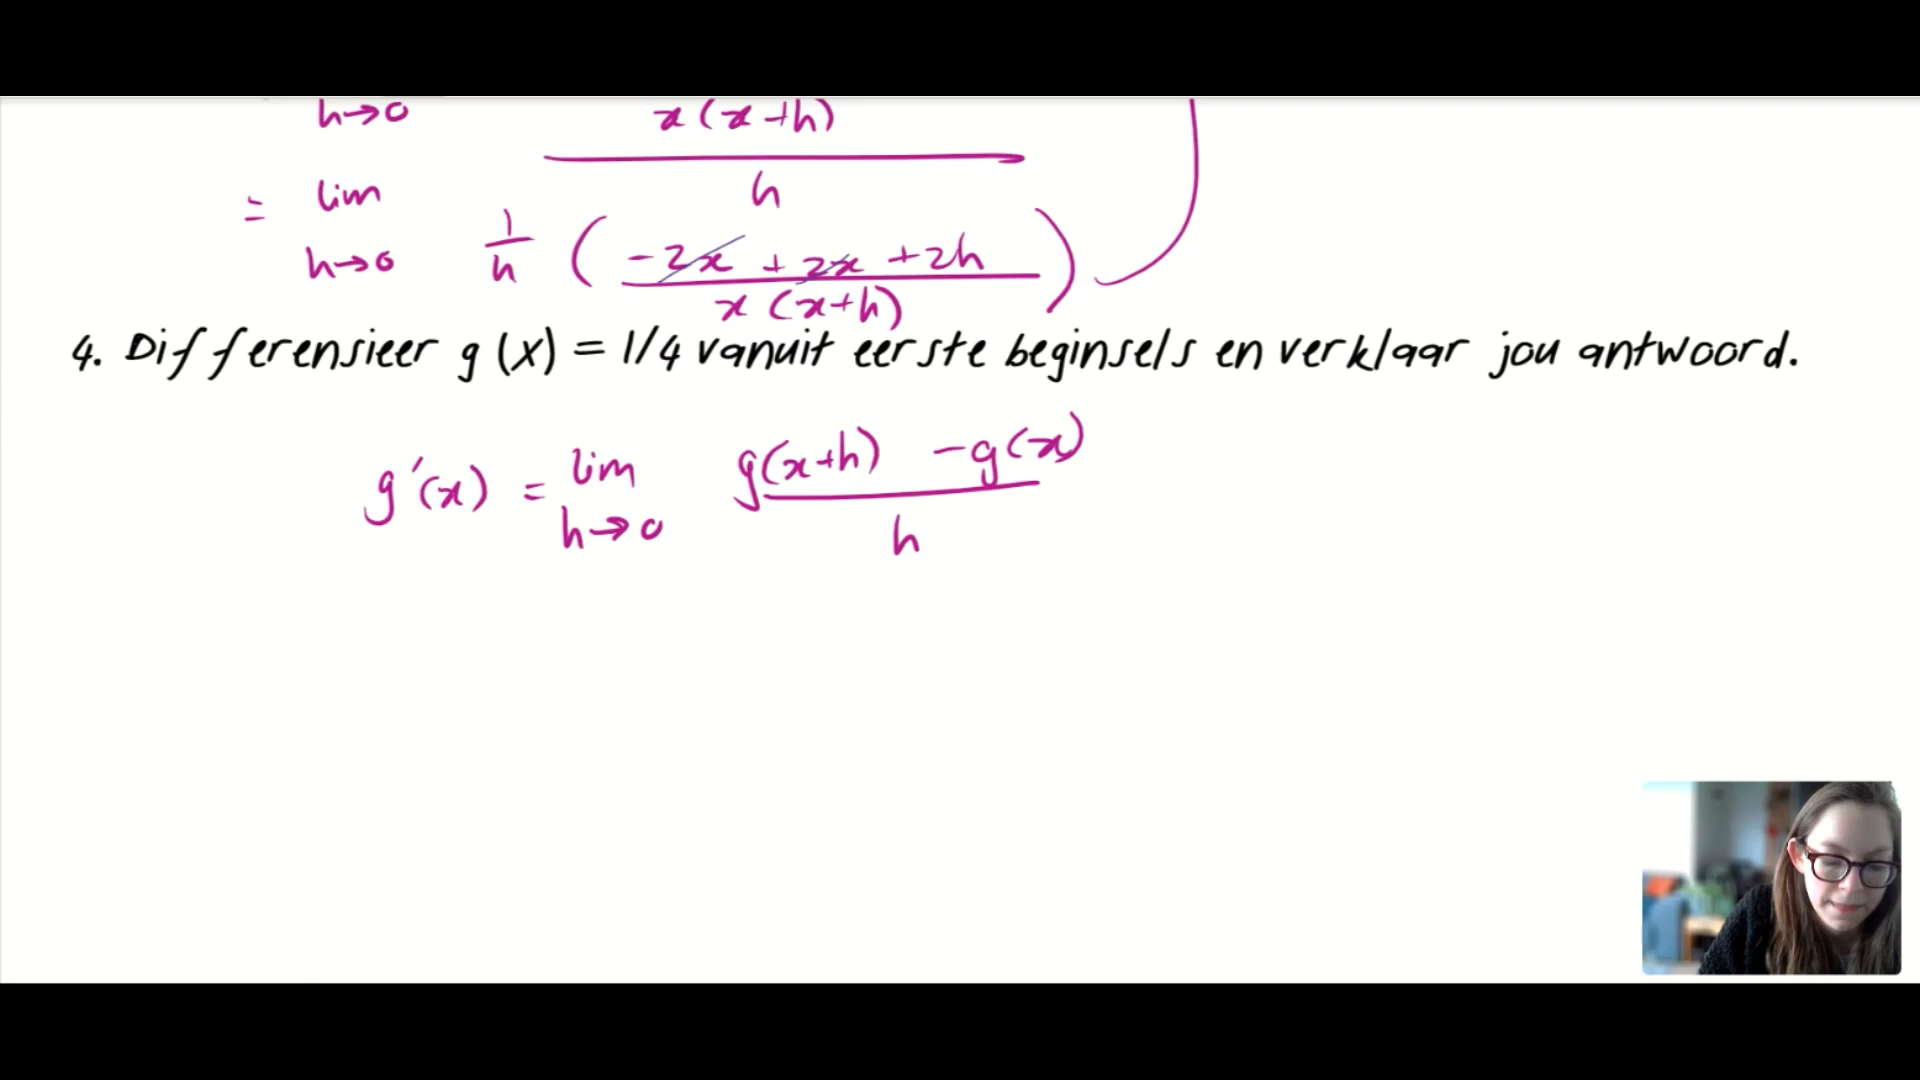 h→0 x(x+h)
= lim h
h→0 1/h ( -2x + 2x + 2h / x(x+h) )
4. Differensieer g (x) = 1/4 vanuit eerste beginsels en verklaar jou antwoord.
g'(x) = lim g(x+h) - g(x)
h→0 h